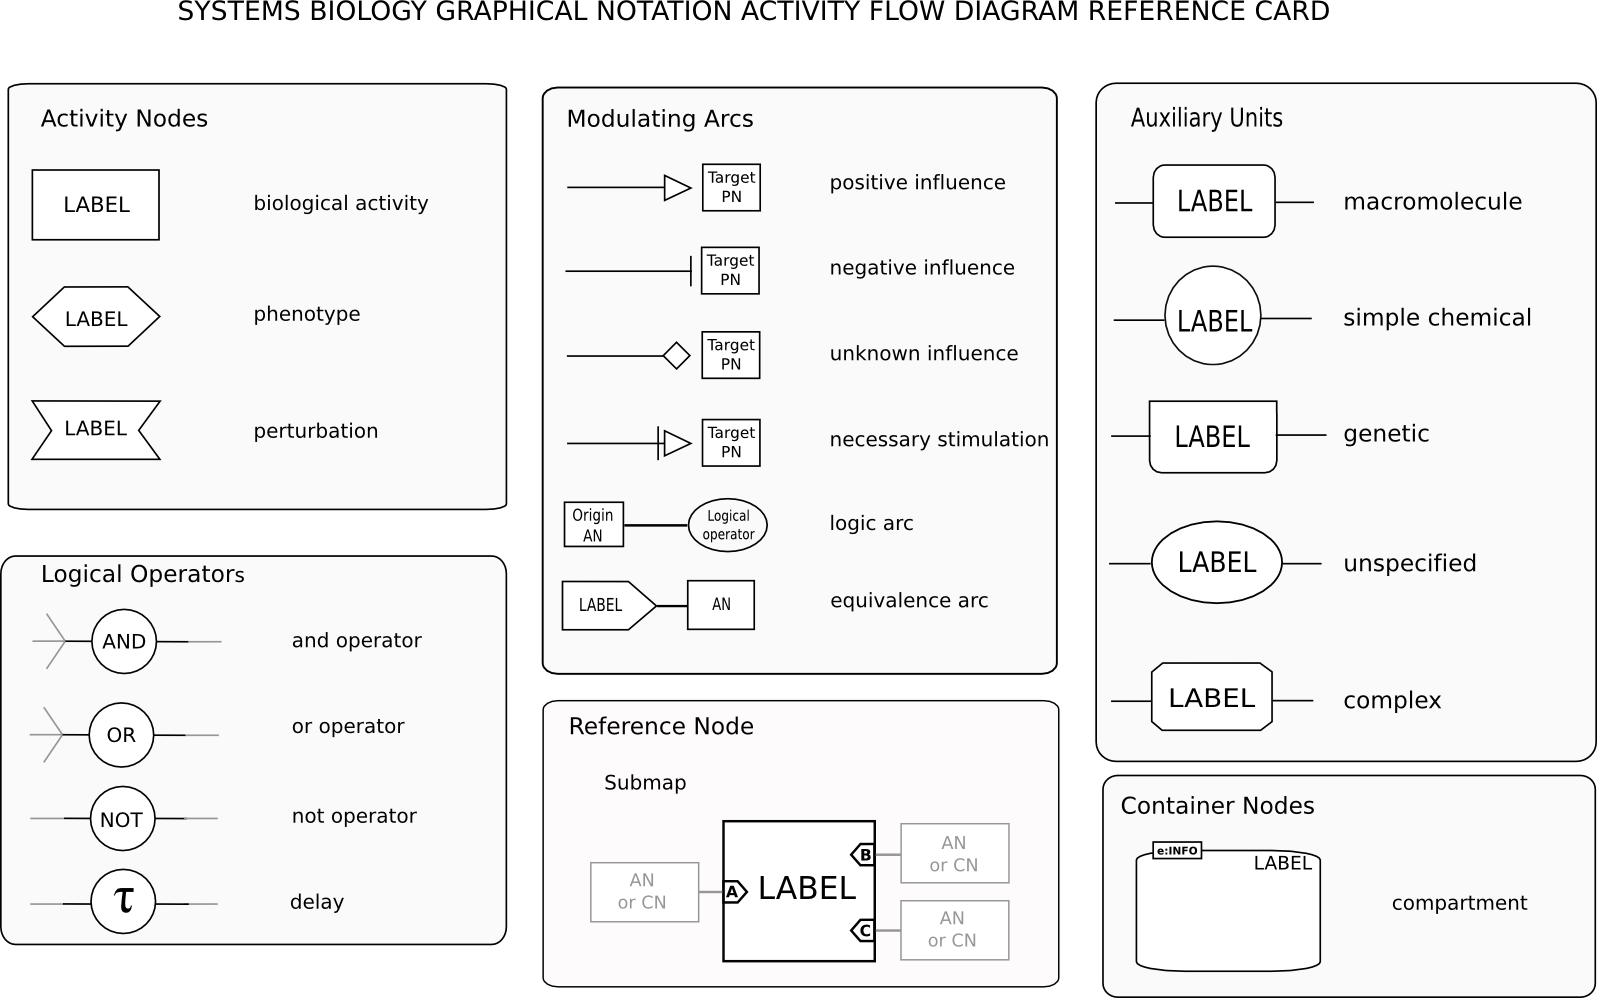 SYSTEMS BIOLOGY GRAPHICAL NOTATION ACTIVITY FLOW DIAGRAM REFERENCE CARD
Activity Nodes
LABEL
biological activity
LABEL
phenotype
LABEL
perturbation
Logical Operators
AND
and operator
OR
or operator
NOT
not operator
τ
delay
Modulating Arcs
Target
PN
positive influence
Target
PN
negative influence
Target
PN
unknown influence
Target
PN
necessary stimulation
Origin
AN
Logical
operator
logic arc
LABEL
AN
equivalence arc
Reference Node
Submap
AN
or CN
A
LABEL
B
C
AN
or CN
AN
or CN
Auxiliary Units
LABEL
macromolecule
LABEL
simple chemical
LABEL
genetic
LABEL
unspecified
LABEL
complex
Container Nodes
e:INFO
LABEL
compartment